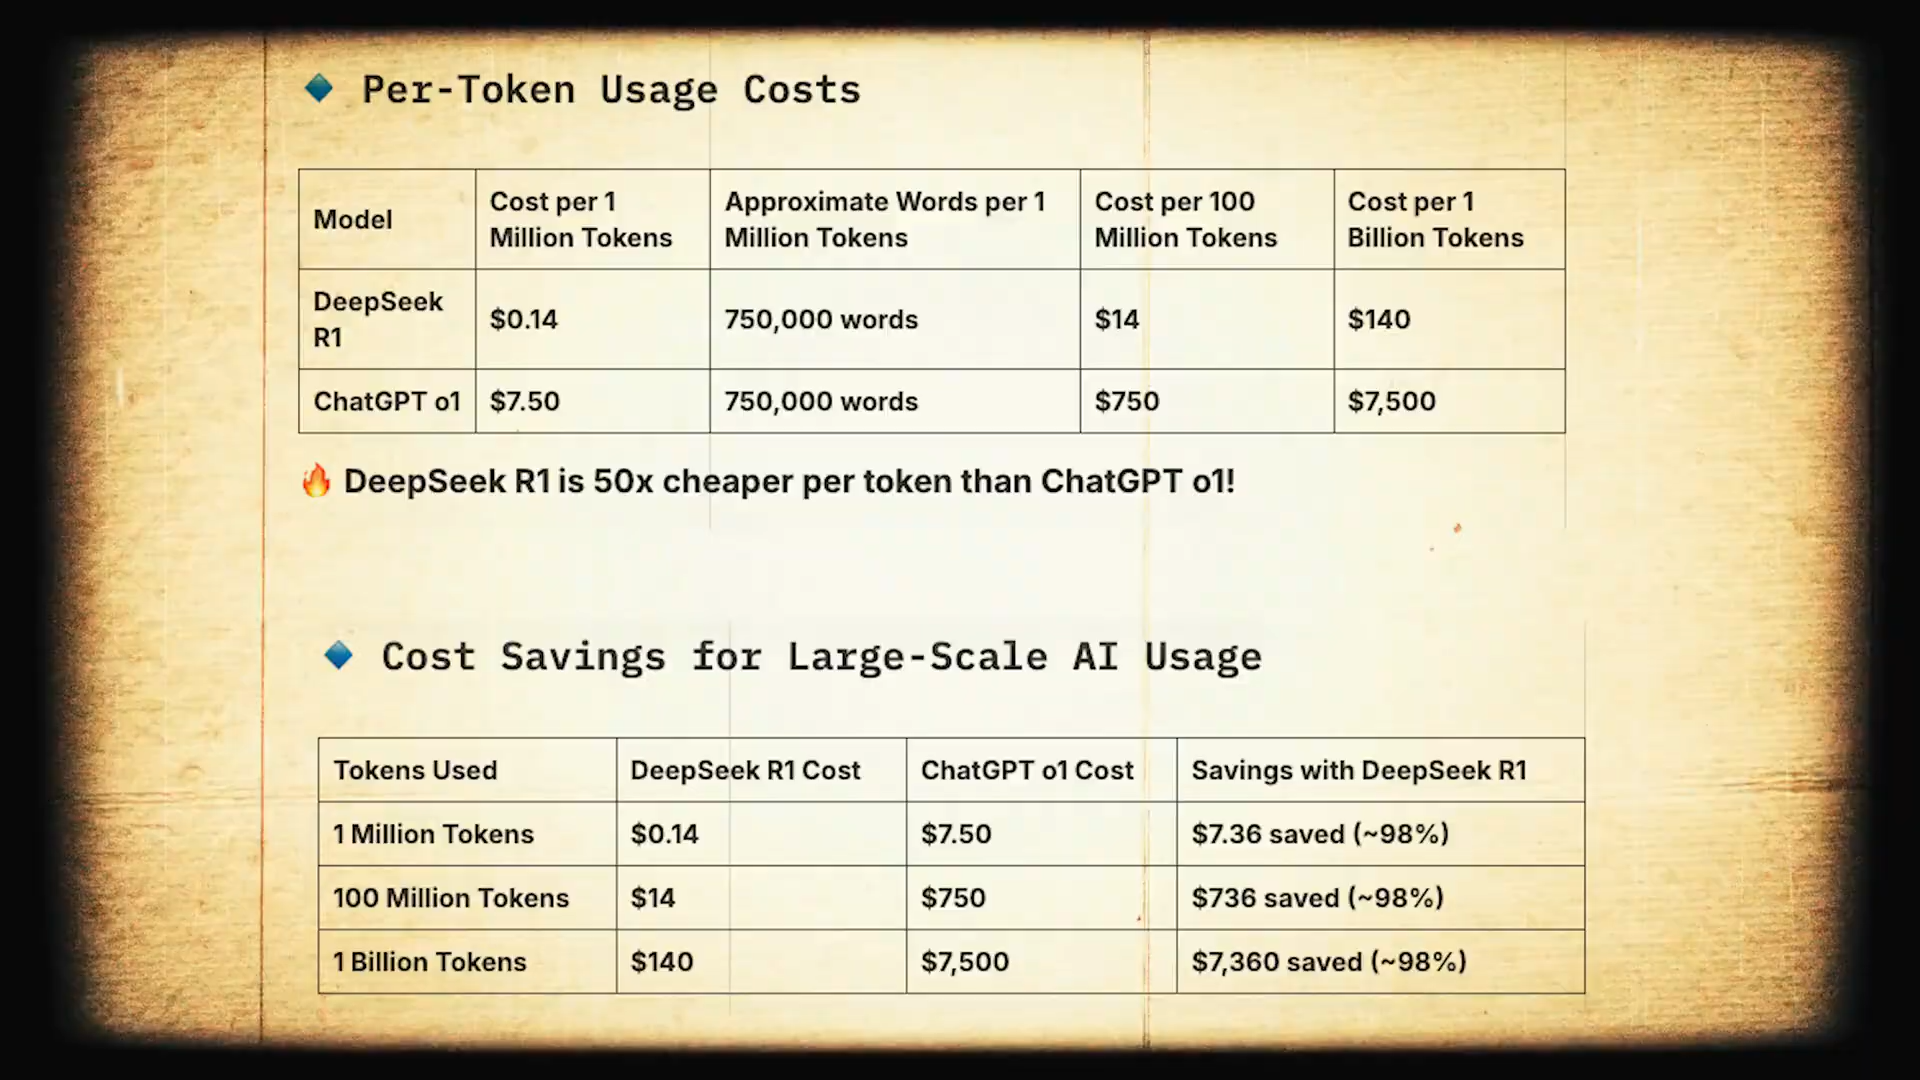 🔹 Per-Token Usage Costs
Model
Cost per 1
Million Tokens
Approximate Words per 1
Million Tokens
Cost per 100
Million Tokens
Cost per 1
Billion Tokens
DeepSeek
R1
$0.14
750,000 words
$14
$140
ChatGPT o1
$7.50
750,000 words
$750
$7,500
🔥 DeepSeek R1 is 50x cheaper per token than ChatGPT o1!
🔹 Cost Savings for Large-Scale AI Usage
Tokens Used
DeepSeek R1 Cost
ChatGPT o1 Cost
Savings with DeepSeek R1
1 Million Tokens
$0.14
$7.50
$7.36 saved (~98%)
100 Million Tokens
$14
$750
$736 saved (~98%)
1 Billion Tokens
$140
$7,500
$7,360 saved (~98%)